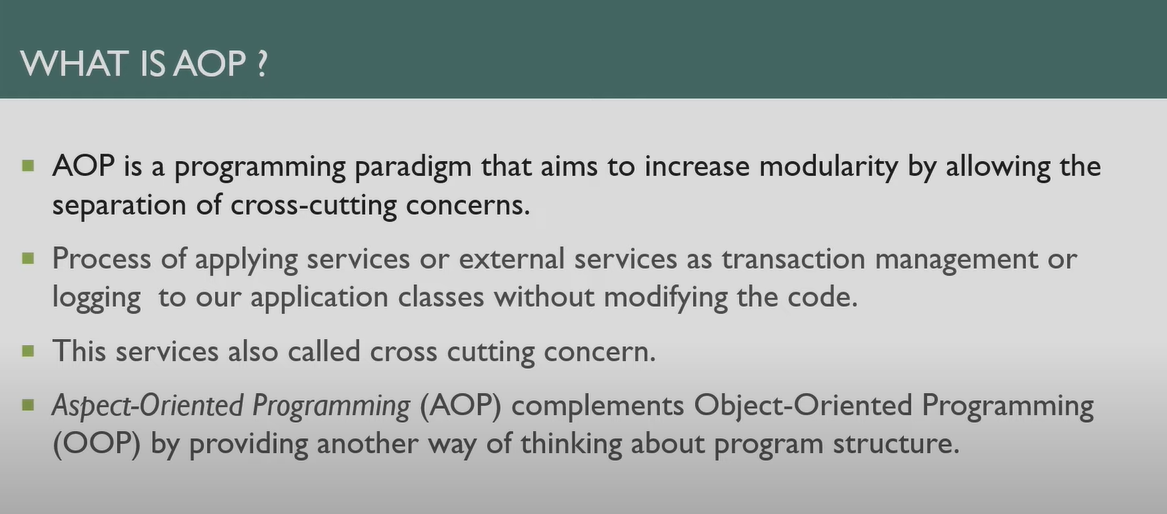 WHAT IS AOP ?
AOP is a programming paradigm that aims to increase modularity by allowing the
separation of cross-cutting concerns.
Process of applying services or external services as transaction management or
logging  to our application classes without modifying the code.
This services also called cross cutting concern.
Aspect-Oriented Programming (AOP) complements Object-Oriented Programming
(OOP) by providing another way of thinking about program structure.